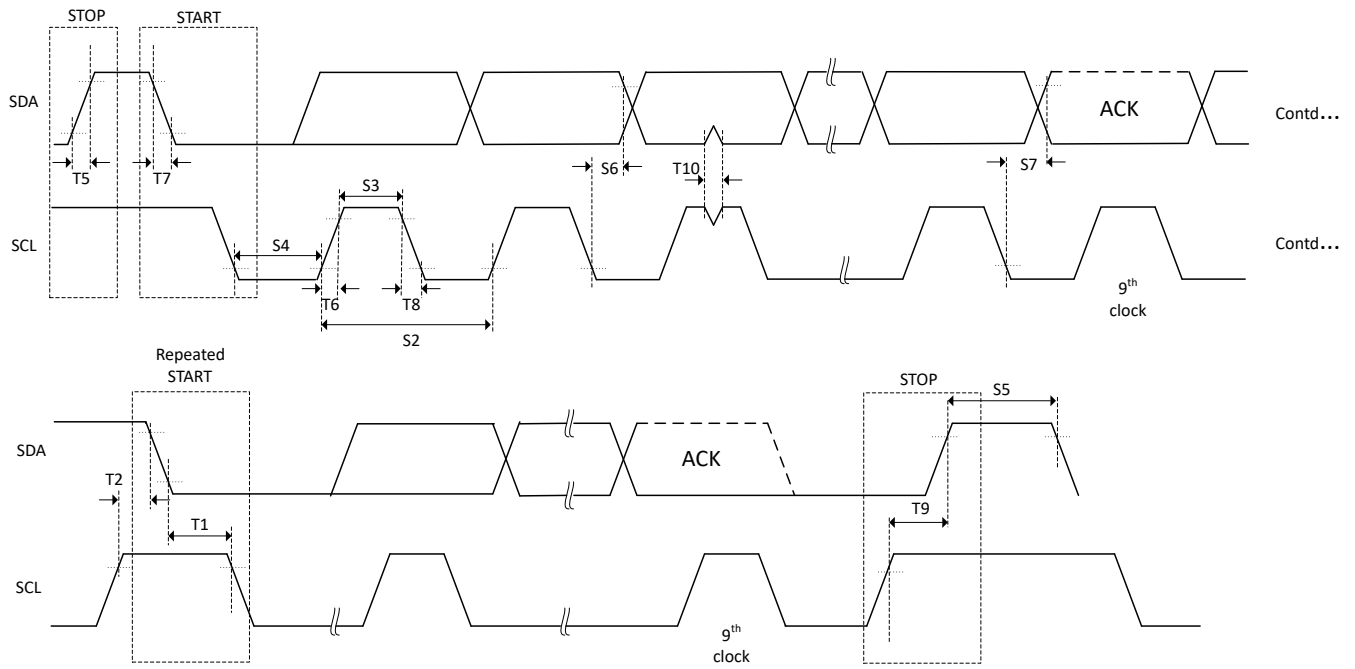 STOP
START
SDA
ACK
Contd...
T5
T7
S6
T10
S7
S3
SCL
S4
Contd...
T6
T8
9th
clock
S2
Repeated
START
STOP
S5
SDA
ACK
T2
T9
T1
SCL
9th
clock